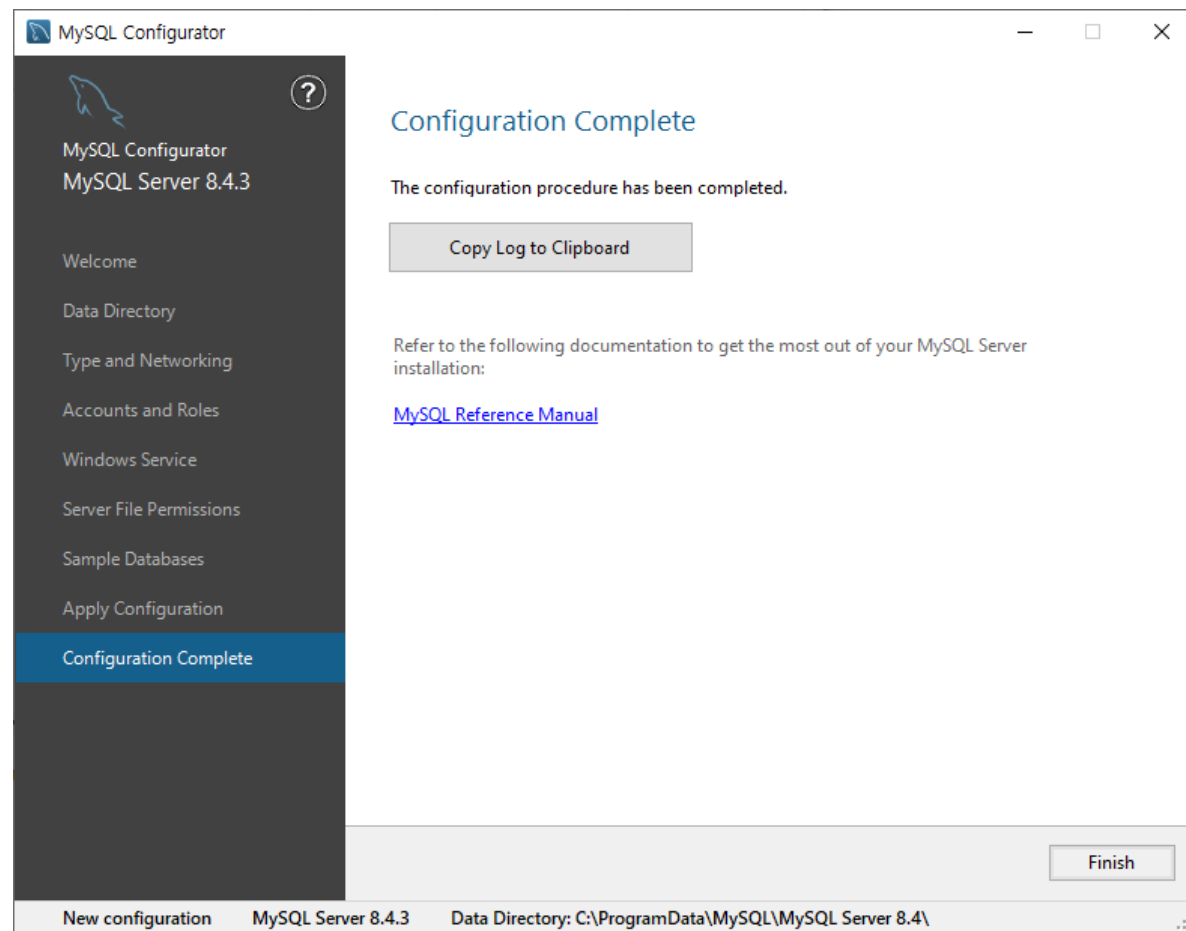 MySQL Configurator
?
MySQL Configurator
MySQL Server 8.4.3
Welcome
Data Directory
Type and Networking
Accounts and Roles
Windows Service
Server File Permissions
Sample Databases
Apply Configuration
Configuration Complete
Configuration Complete
The configuration procedure has been completed.
Copy Log to Clipboard
Refer to the following documentation to get the most out of your MySQL Server
installation:
MySQL Reference Manual
Finish
New configuration MySQL Server 8.4.3 Data Directory: C:\ProgramData\MySQL\MySQL Server 8.4\